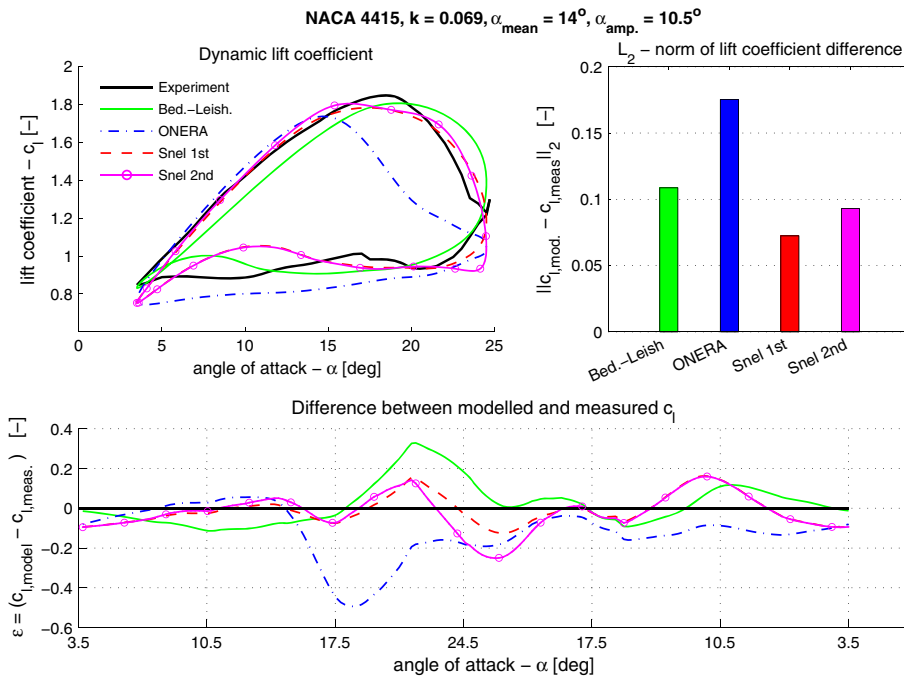 NACA 4415, k = 0.069, α_mean = 14°, α_amp. = 10.5°
Dynamic lift coefficient
2
1.8
1.6
1.4
1.2
1
0.8
lift coefficient − c_l [−]
Experiment
Bed.−Leish.
ONERA
Snel 1st
Snel 2nd
0 5 10 15 20 25
angle of attack − α [deg]
L_2 − norm of lift coefficient difference
0.2
0.15
0.1
0.05
0
||c_l,mod. − c_l,meas||_2 [−]
Bed.−Leish ONERA Snel 1st Snel 2nd
Difference between modelled and measured c_l
0.4
0.2
0
−0.2
−0.4
−0.6
ε = (c_l,model − c_l,meas.) [−]
3.5 10.5 17.5 24.5 17.5 10.5 3.5
angle of attack − α [deg]